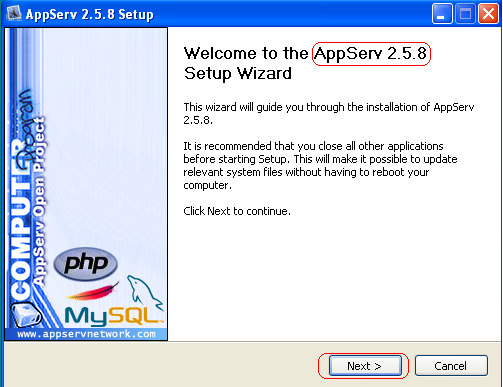 AppServ 2.5.8 Setup
Welcome to the AppServ 2.5.8
Setup Wizard
This wizard will guide you through the installation of AppServ
2.5.8.
It is recommended that you close all other applications
before starting Setup. This will make it possible to update
relevant system files without having to reboot your
computer.
Click Next to continue.
COMPUTER
Program
AppServ Open Project
php
MySQL
www.appservnetwork.com
Next >
Cancel